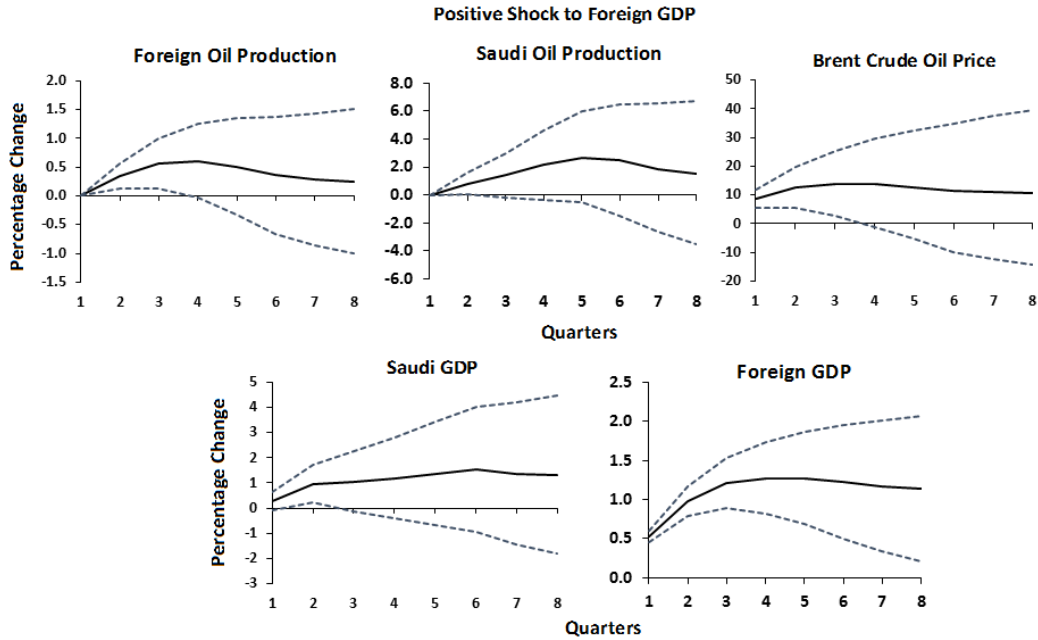 Positive Shock to Foreign GDP
Foreign Oil Production
Saudi Oil Production
Brent Crude Oil Price
Percentage Change
2.0
1.5
1.0
0.5
0.0
-0.5
-1.0
-1.5
1 2 3 4 5 6 7 8
8.0
6.0
4.0
2.0
0.0
-2.0
-4.0
-6.0
1 2 3 4 5 6 7 8
50
40
30
20
10
0
-10
-20
1 2 3 4 5 6 7 8
Quarters
Saudi GDP
Foreign GDP
Percentage Change
5
4
3
2
1
0
-1
-2
-3
1 2 3 4 5 6 7 8
2.5
2.0
1.5
1.0
0.5
0.0
1 2 3 4 5 6 7 8
Quarters